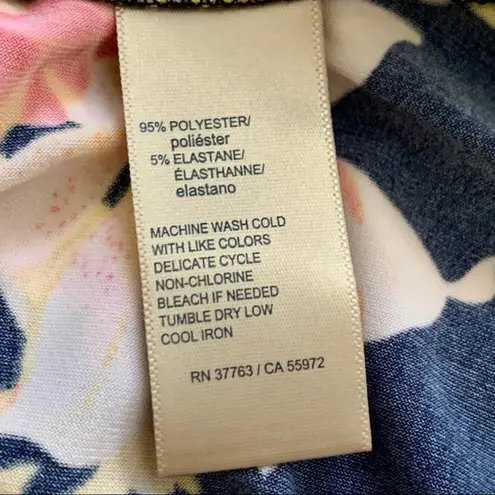 95% POLYESTER/
poliéster
5% ELASTANE/
ÉLASTHANNE/
elastano
MACHINE WASH COLD
WITH LIKE COLORS
DELICATE CYCLE
NON-CHLORINE
BLEACH IF NEEDED
TUMBLE DRY LOW
COOL IRON
RN 37763 / CA 55972